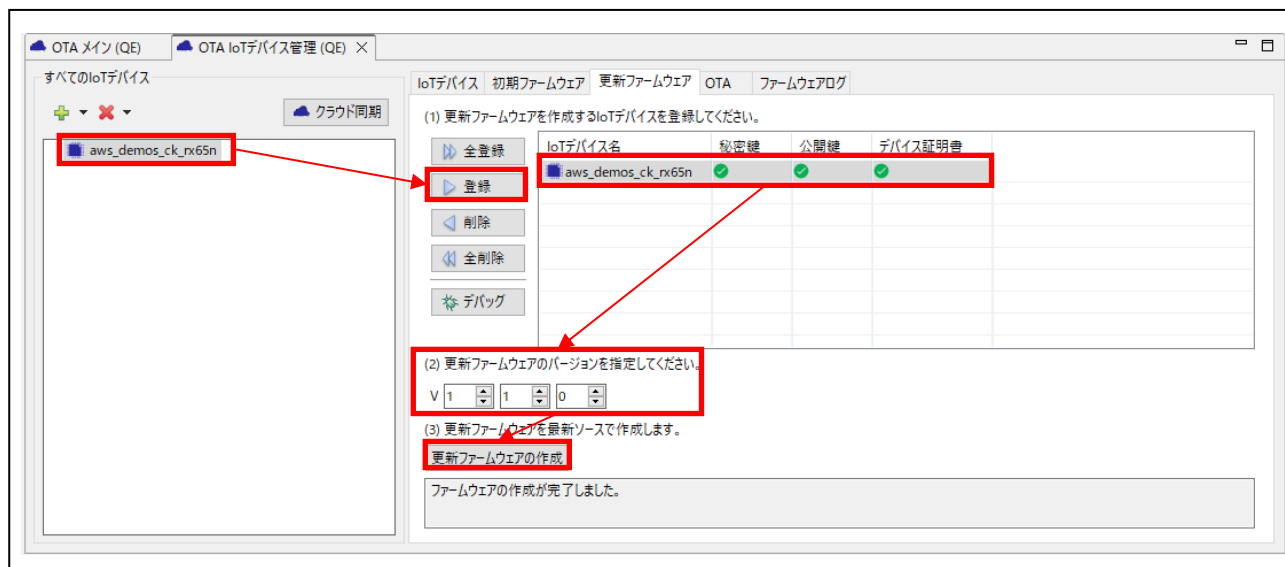 OTA メイン (QE)
OTA IoTデバイス管理 (QE)
すべてのIoTデバイス
クラウド同期
aws_demos_ck_rx65n
IoTデバイス 初期ファームウェア 更新ファームウェア OTA ファームウェアログ
(1) 更新ファームウェアを作成するIoTデバイスを登録してください。
全登録
登録
削除
全削除
デバッグ
IoTデバイス名 秘密鍵 公開鍵 デバイス証明書
aws_demos_ck_rx65n
(2) 更新ファームウェアのバージョンを指定してください。
V 1 1 0
(3) 更新ファームウェアを最新ソースで作成します。
更新ファームウェアの作成
ファームウェアの作成が完了しました。